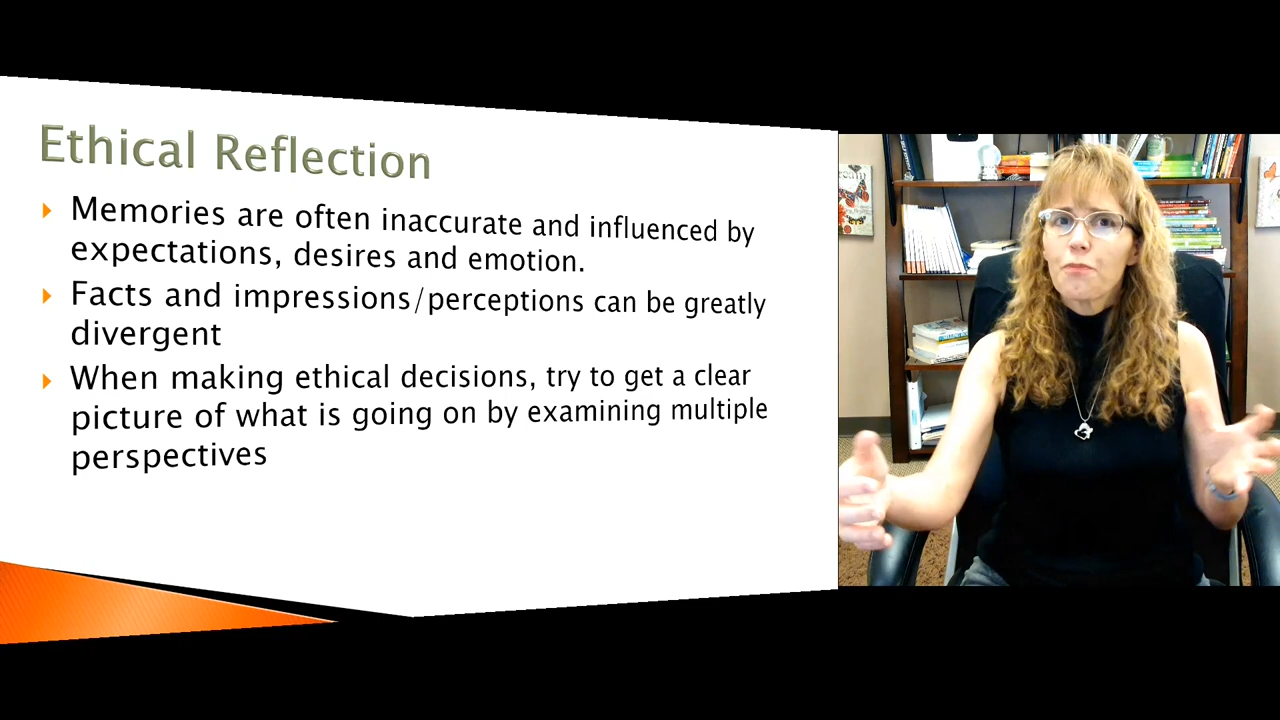 Ethical Reflection
Memories are often inaccurate and influenced by
expectations, desires and emotion.
Facts and impressions/perceptions can be greatly
divergent
When making ethical decisions, try to get a clear
picture of what is going on by examining multiple
perspectives